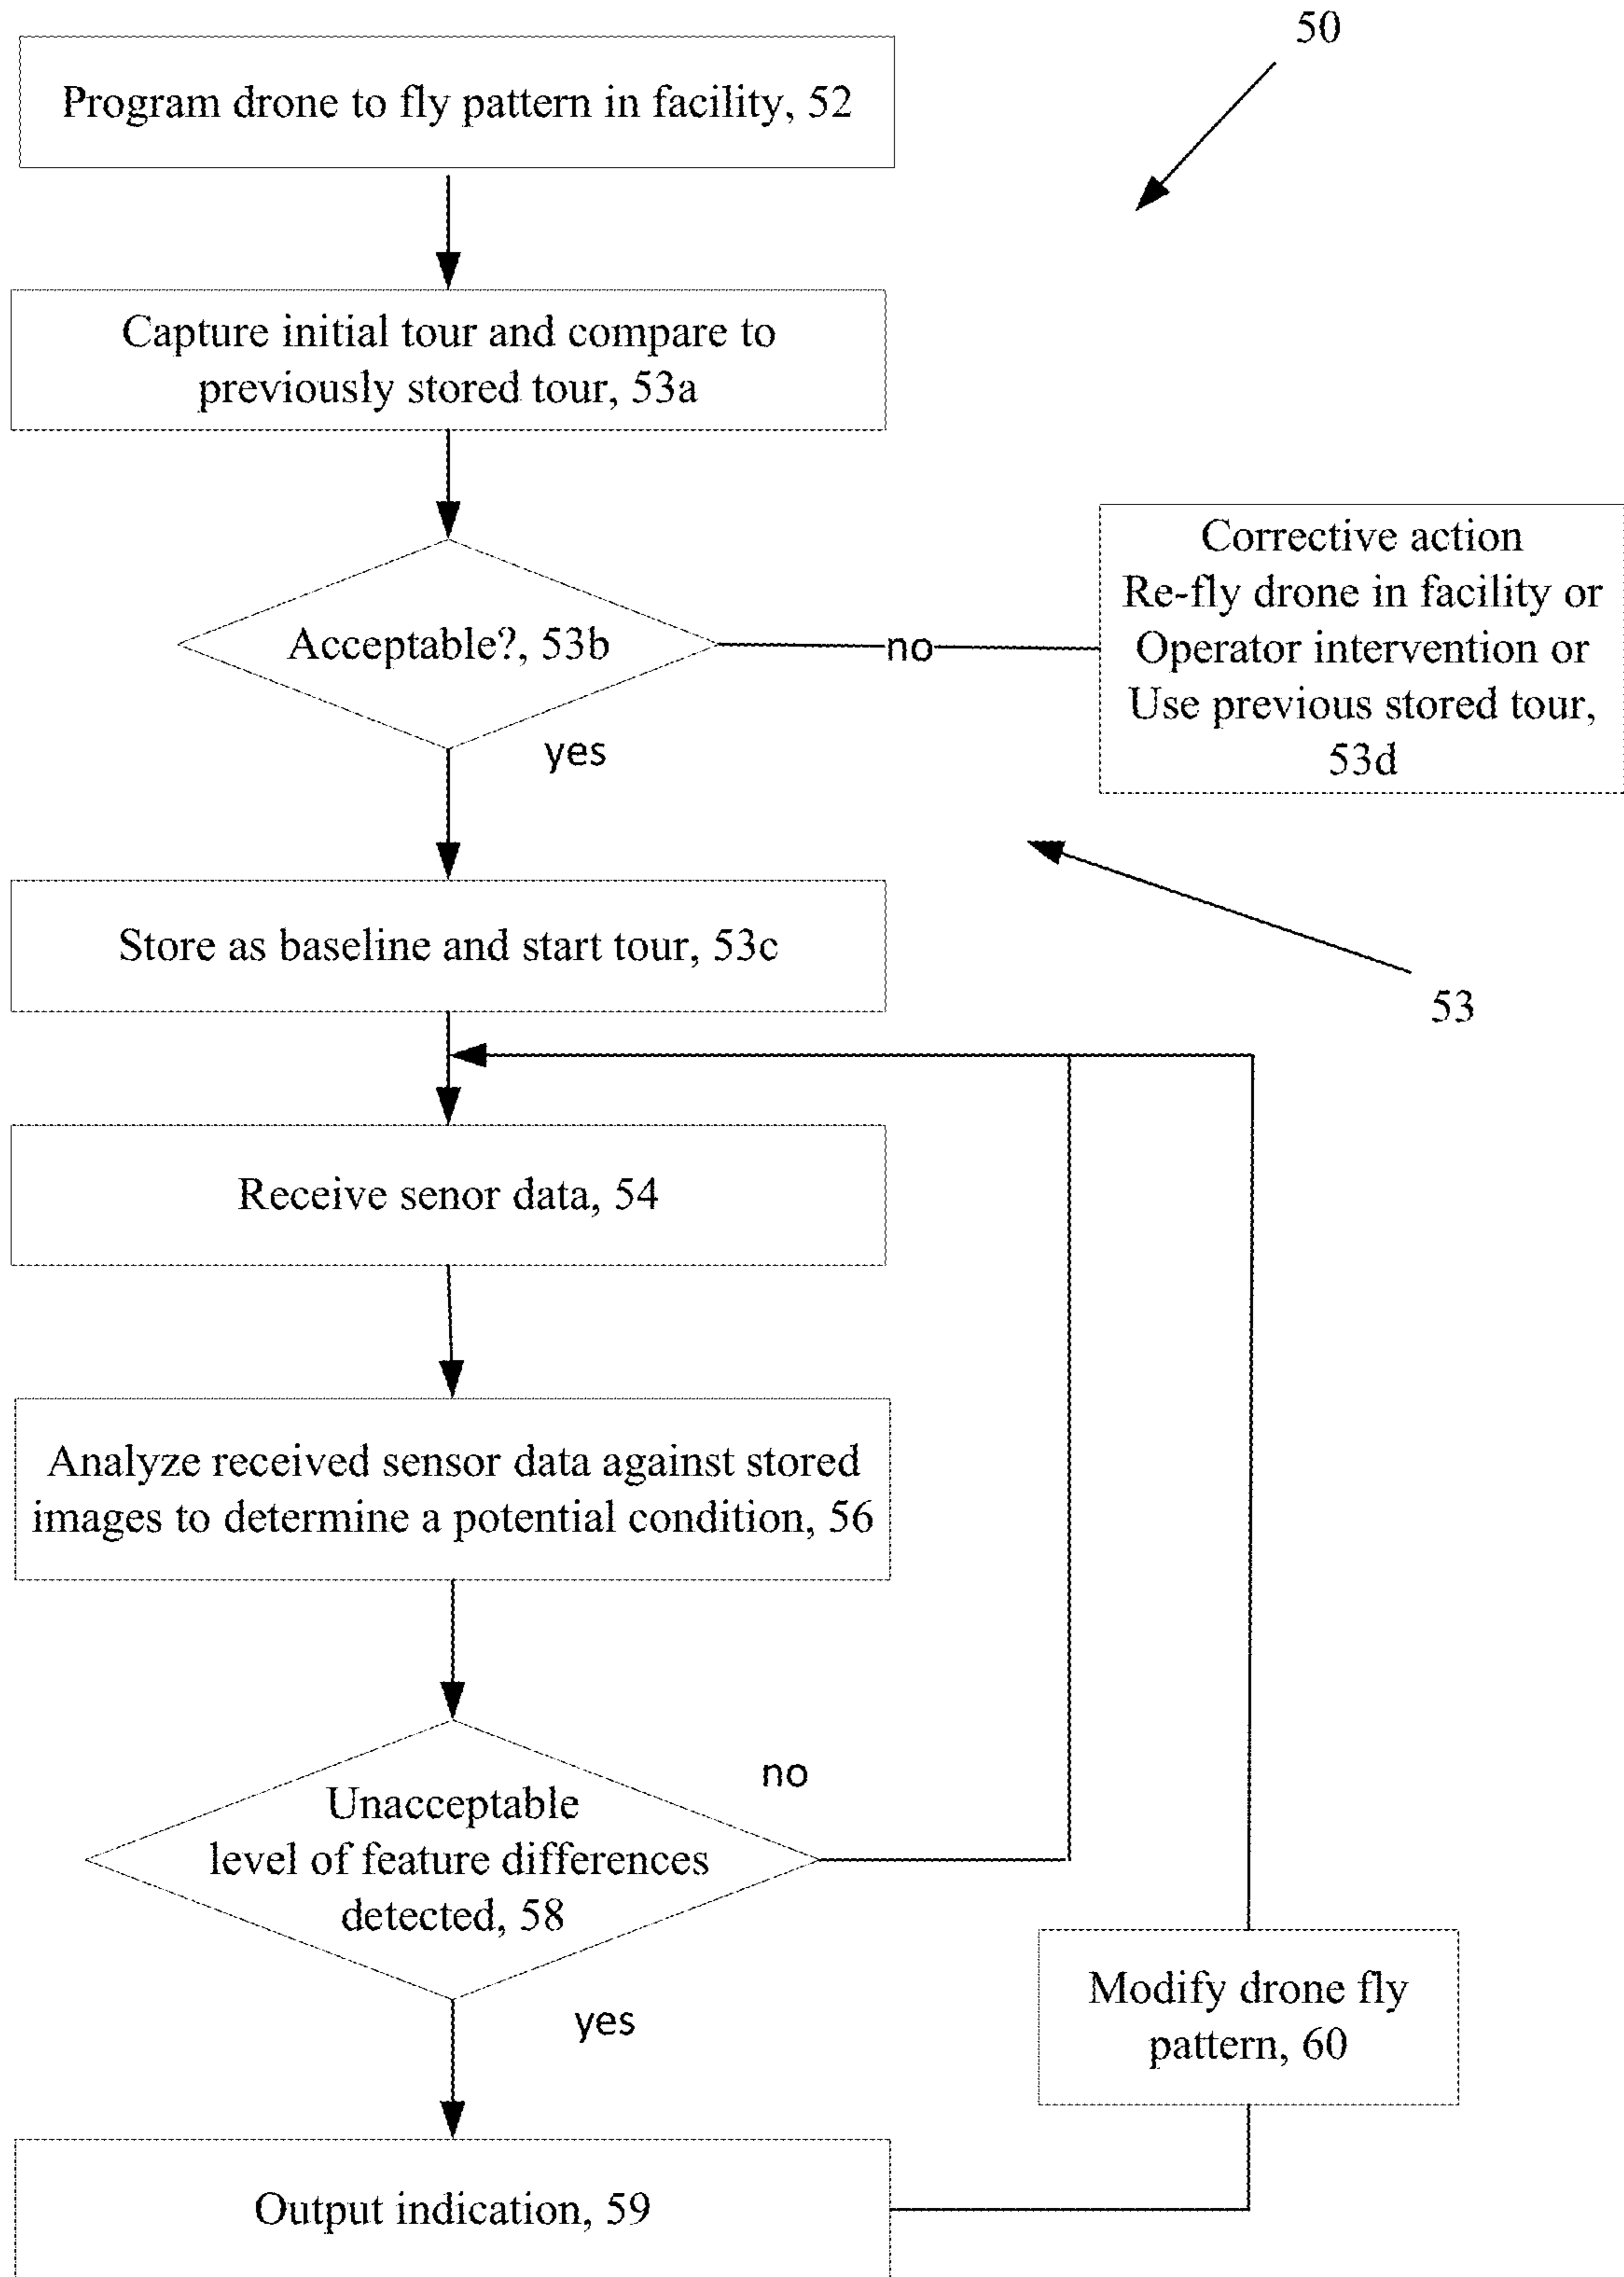 50
Program drone to fly pattern in facility, 52
Capture initial tour and compare to
previously stored tour, 53a
Acceptable?, 53b
no
yes
Corrective action
Re-fly drone in facility or
Operator intervention or
Use previous stored tour,
53d
Store as baseline and start tour, 53c
53
Receive senor data, 54
Analyze received sensor data against stored
images to determine a potential condition, 56
Unacceptable
level of feature differences
detected, 58
no
yes
Modify drone fly
pattern, 60
Output indication, 59